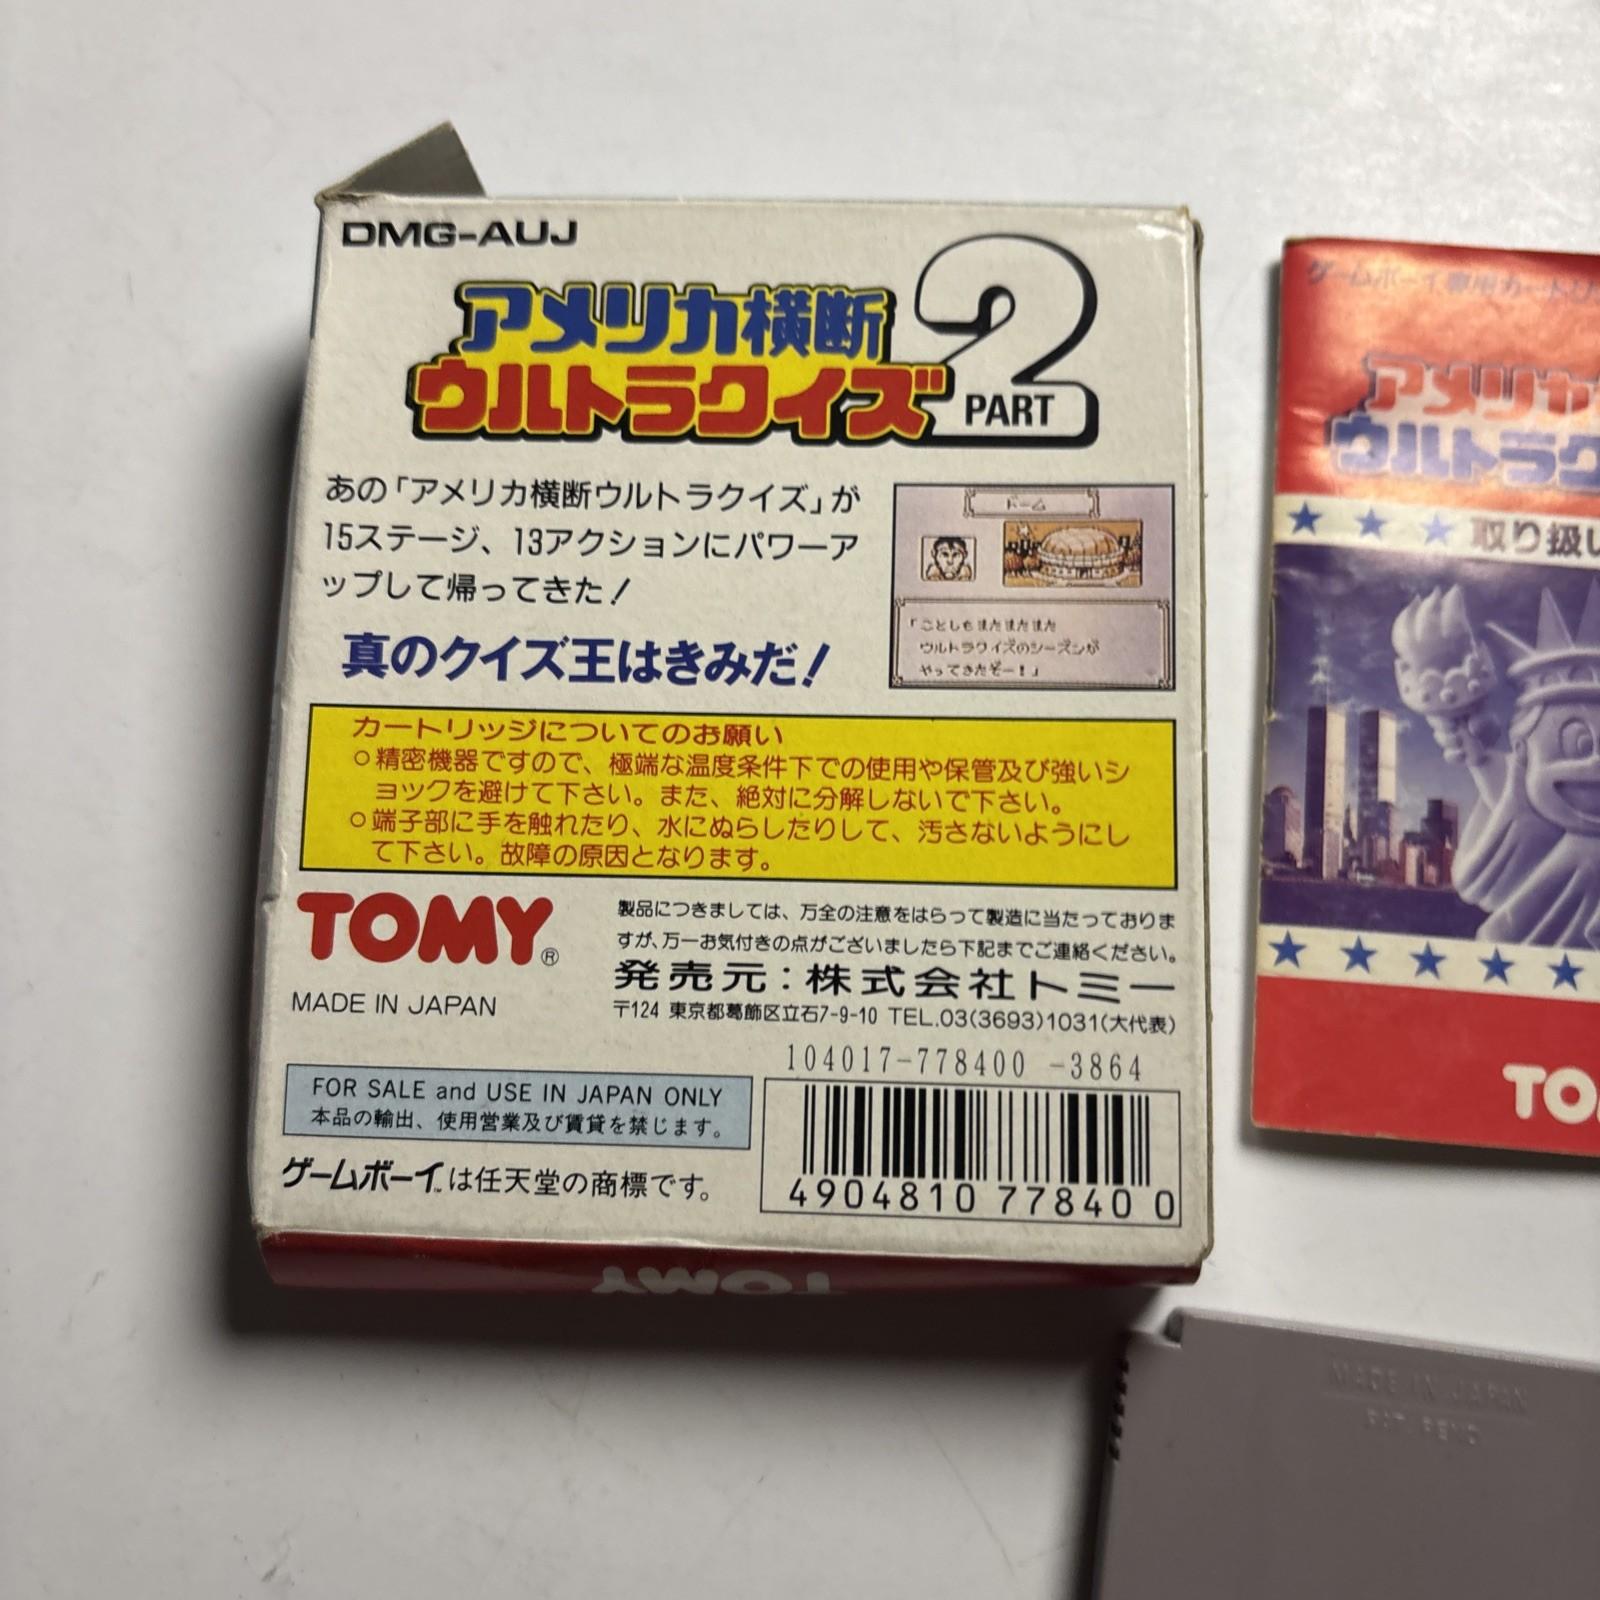 DMG-AUJ
アメリカ横断
ウルトラクイズ
PART 2
あの「アメリカ横断ウルトラクイズ」が
15ステージ、13アクションにパワーア
ップして帰ってきた！
真のクイズ王はきみだ！
ドーム
「ことしもまたまたまた
ウルトラクイズのシーズンが
やってきたぞー！」
カートリッジについてのお願い
○精密機器ですので、極端な温度条件下での使用や保管及び強いシ
ョックを避けて下さい。また、絶対に分解しないで下さい。
○端子部に手を触れたり、水にぬらしたりして、汚さないようにし
て下さい。故障の原因となります。
TOMY®
MADE IN JAPAN
製品につきましては、万全の注意をはらって製造に当たっておりま
すが、万一お気付きの点がございましたら下記までご連絡ください。
発売元：株式会社トミー
〒124 東京都葛飾区立石7-9-10 TEL.03(3693)1031(大代表)
104017-778400 -3864
FOR SALE and USE IN JAPAN ONLY
本品の輸出、使用営業及び賃貸を禁じます。
ゲームボーイ™は任天堂の商標です。
4904810 77840 0
TOMY
ゲームボーイ専用カートリ
アメリカ
ウルトラク
取り扱い
TO
MADE IN JAPAN
PAT. PEND